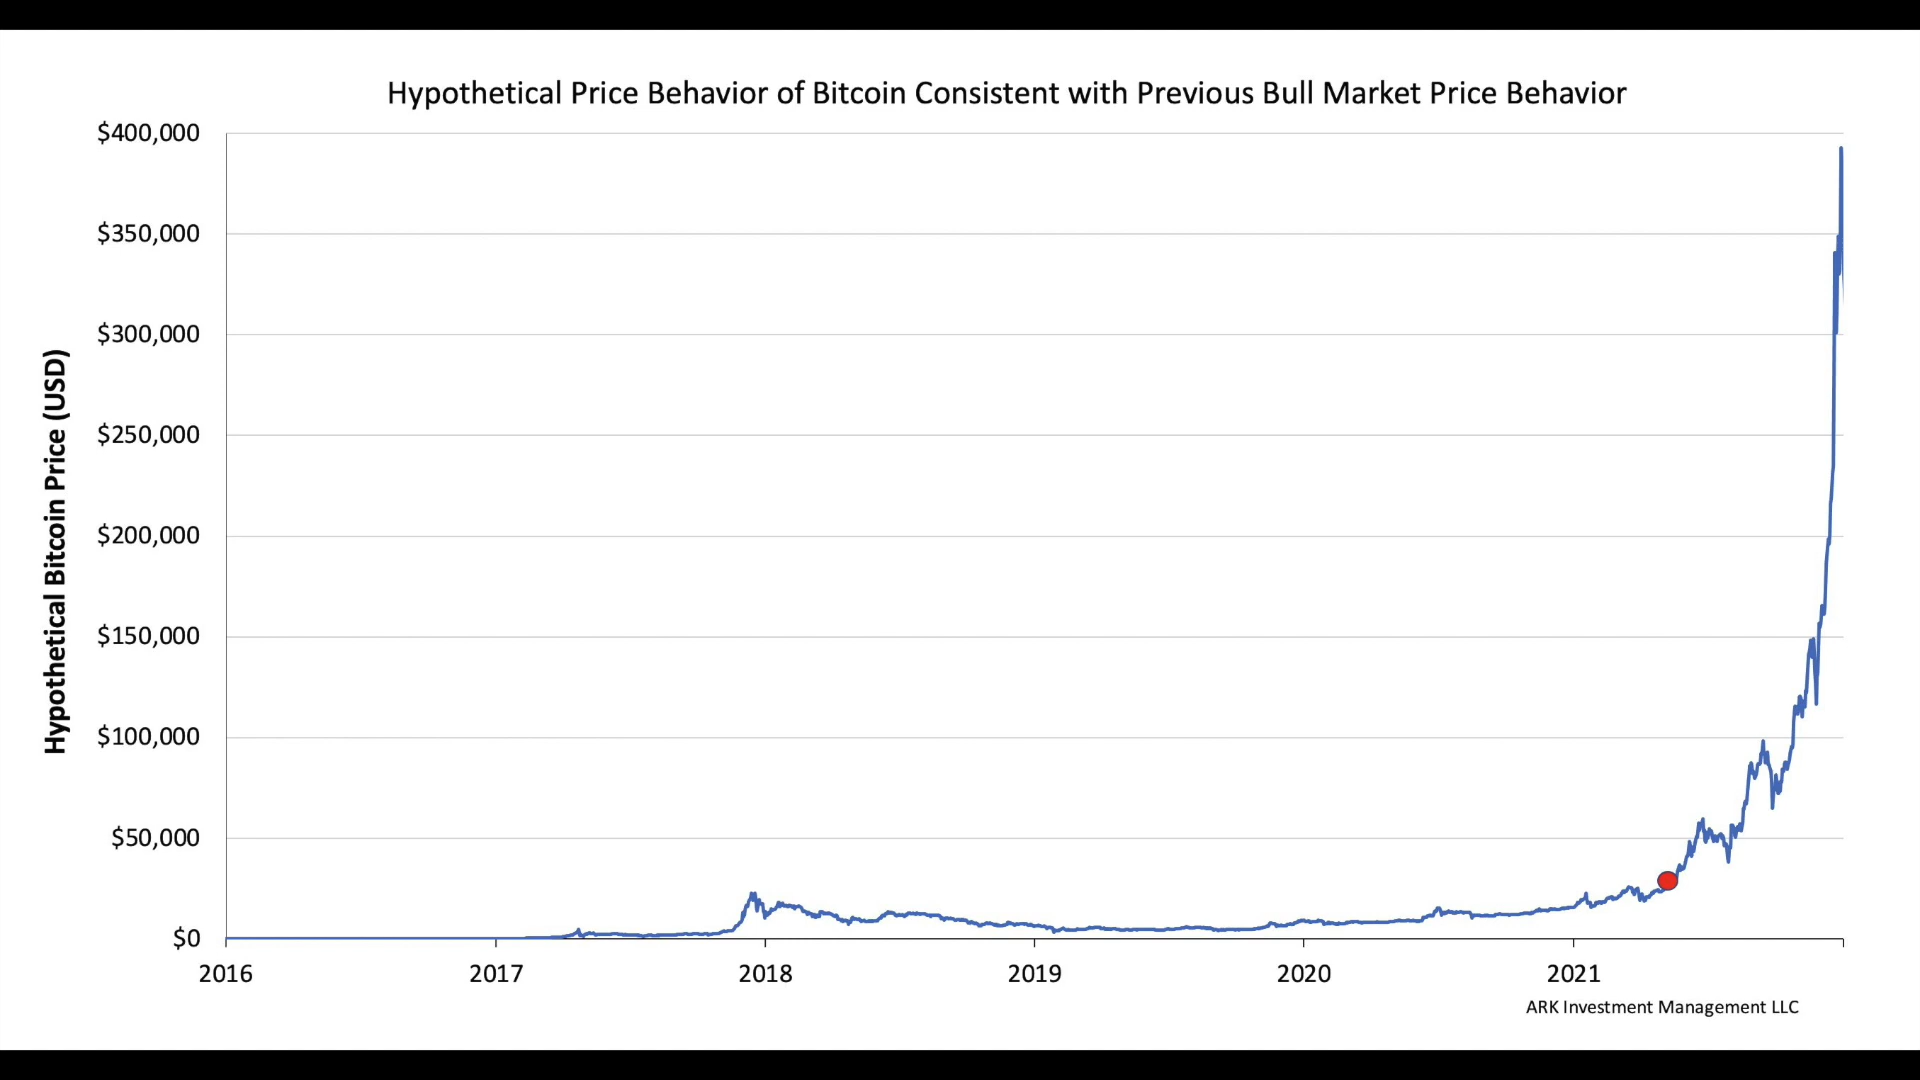 Hypothetical Price Behavior of Bitcoin Consistent with Previous Bull Market Price Behavior
Hypothetical Bitcoin Price (USD)
$400,000
$350,000
$300,000
$250,000
$200,000
$150,000
$100,000
$50,000
$0
2016 2017 2018 2019 2020 2021
ARK Investment Management LLC